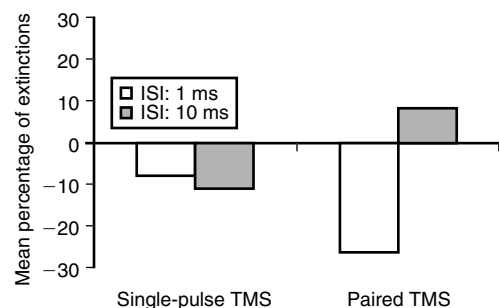 Mean percentage of extinctions
30
20
10
0
−10
−20
−30
ISI: 1 ms
ISI: 10 ms
Single-pulse TMS
Paired TMS